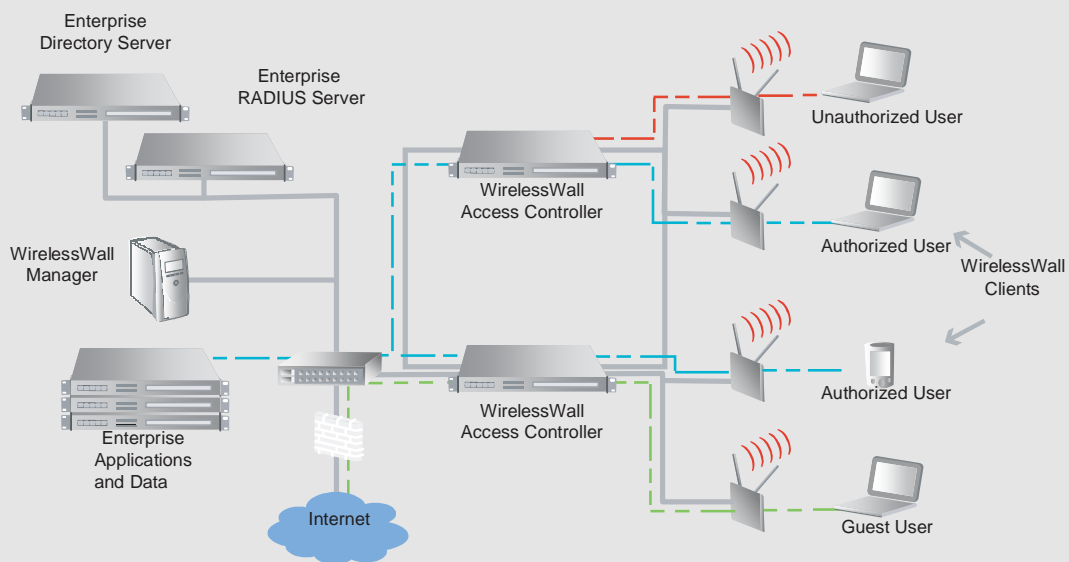 Enterprise
Directory Server
Enterprise
RADIUS Server
Unauthorized User
WirelessWall
Access Controller
Authorized User
WirelessWall
Manager
WirelessWall
Clients
Authorized User
WirelessWall
Access Controller
Enterprise
Applications
and Data
Internet
Guest User